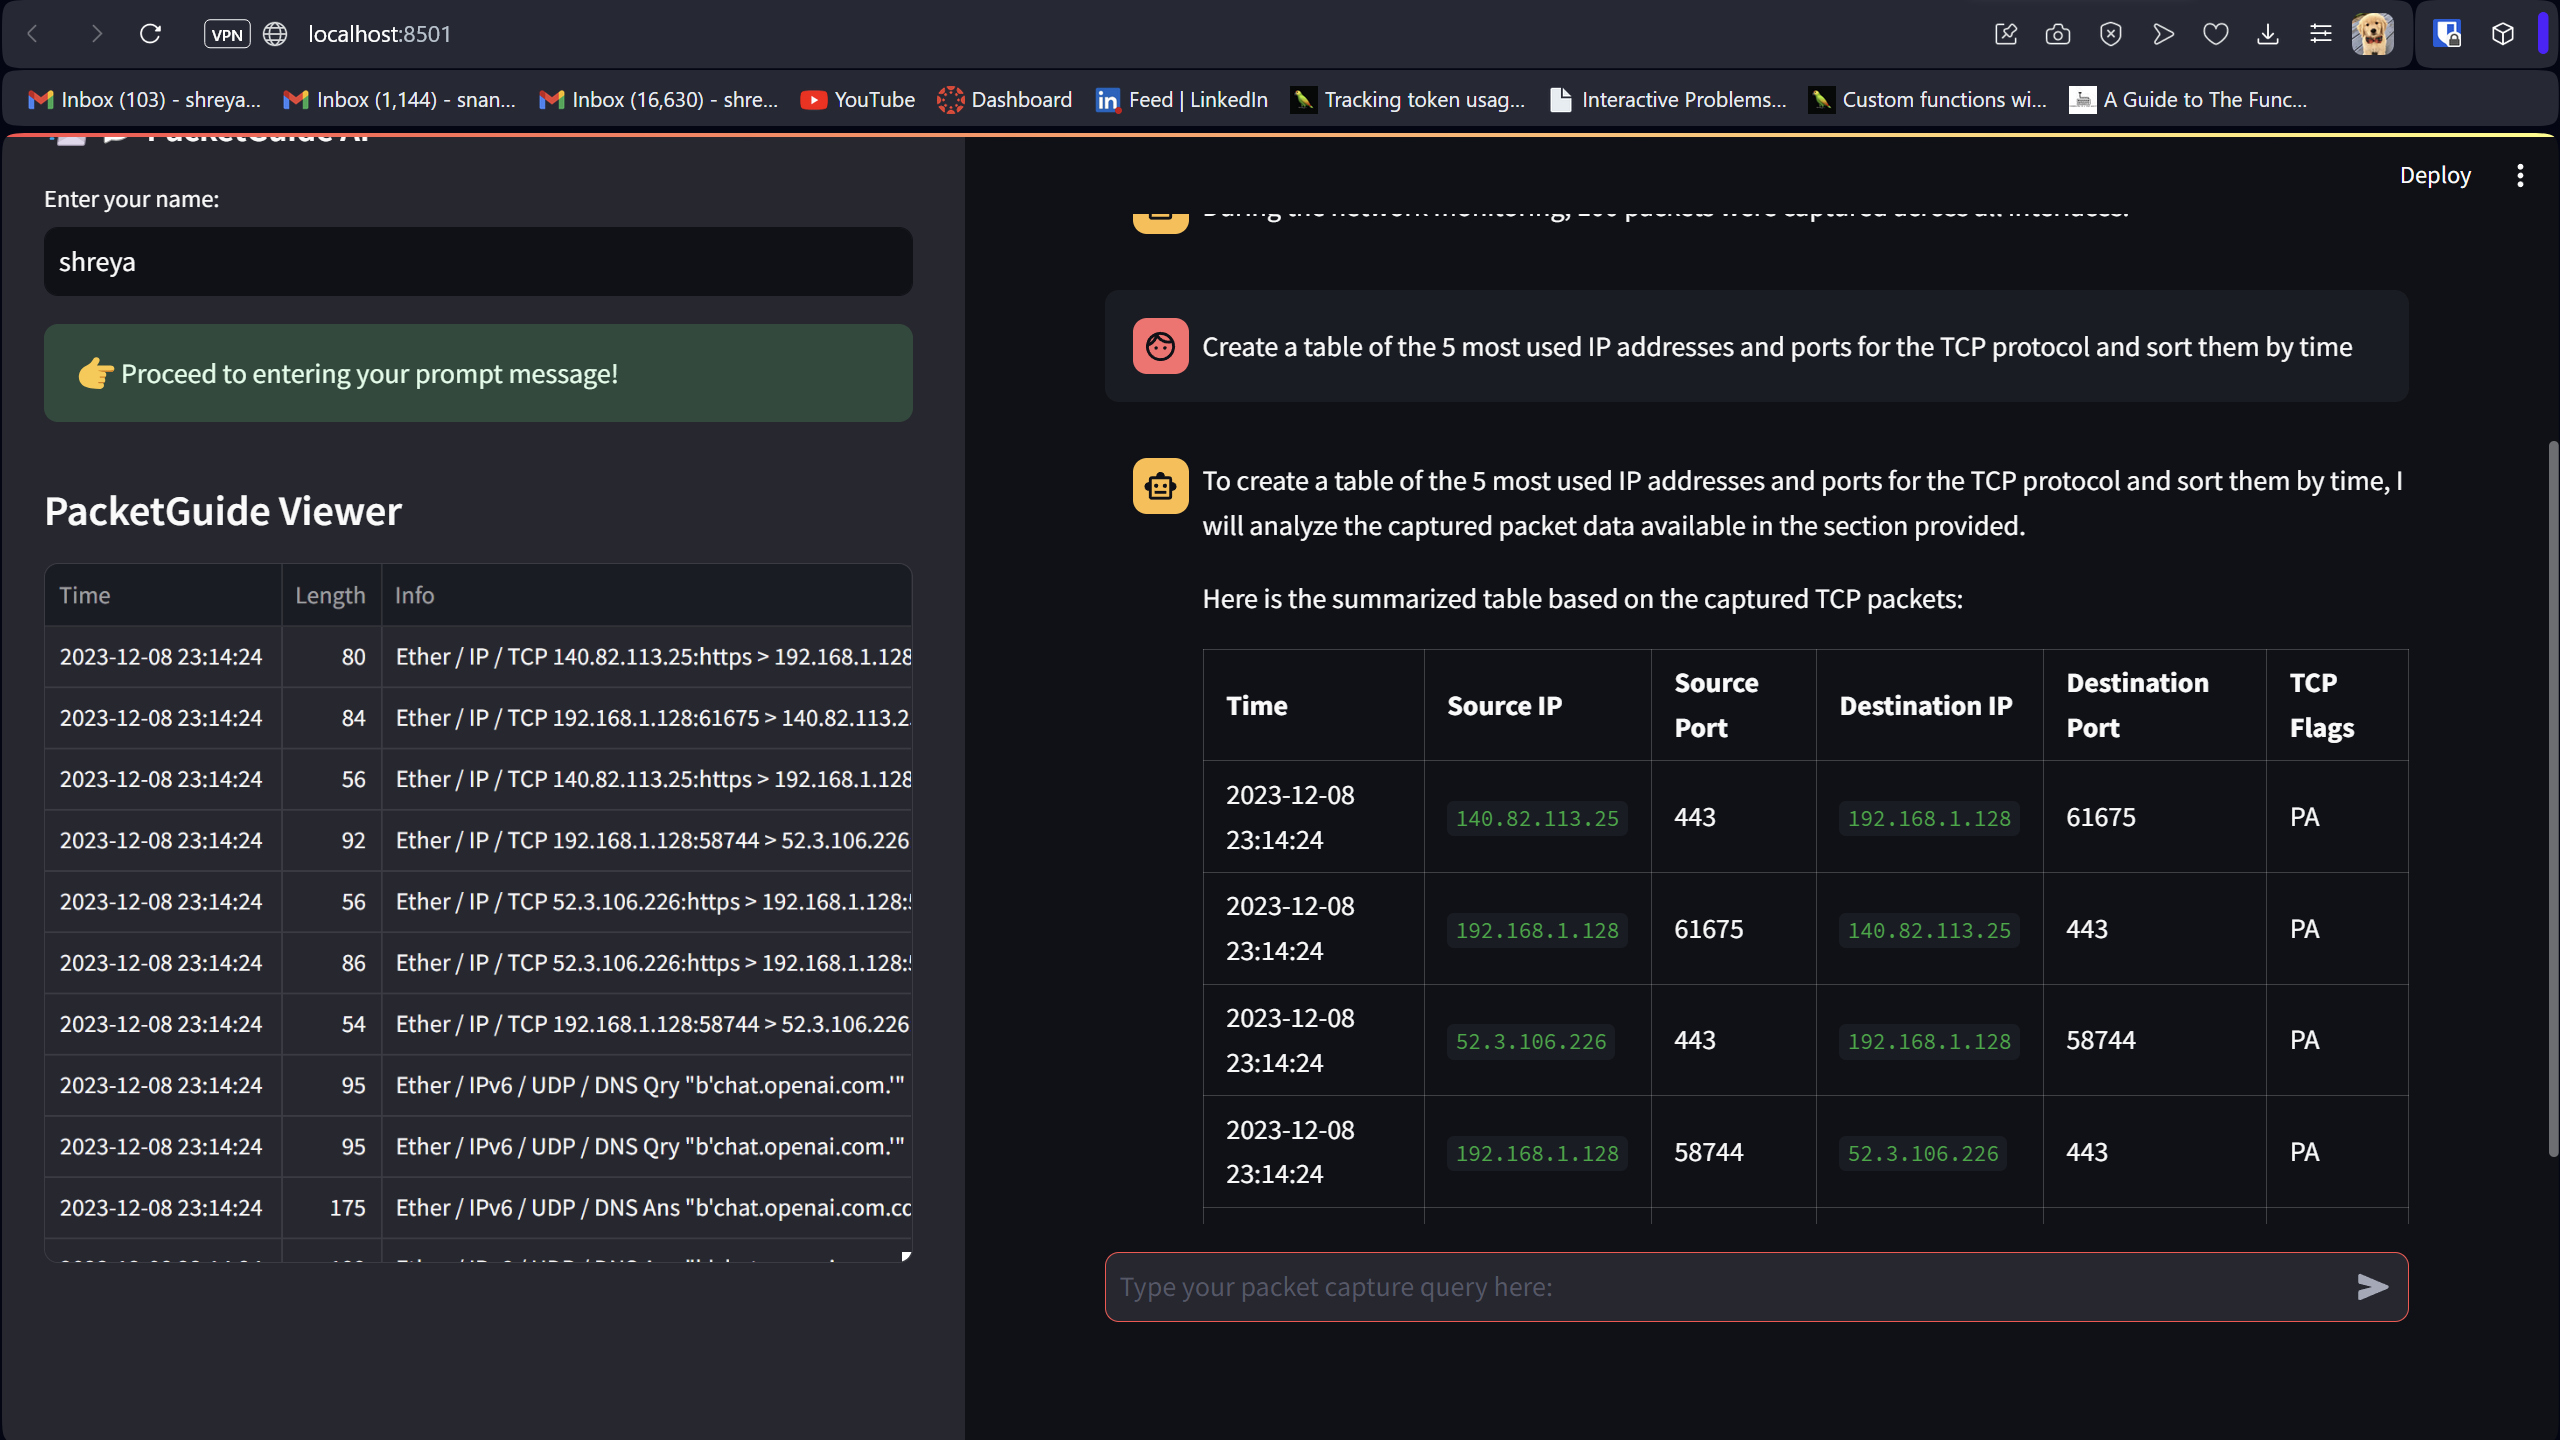 VPN
localhost:8501
Inbox (103) - shreya...
Inbox (1,144) - snan...
Inbox (16,630) - shre...
YouTube
Dashboard
Feed | LinkedIn
Tracking token usag...
Interactive Problems...
Custom functions wi...
A Guide to The Func...
PacketGuide AI
Enter your name:
shreya
Proceed to entering your prompt message!
PacketGuide Viewer
Time Length Info
2023-12-08 23:14:24 80 Ether / IP / TCP 140.82.113.25:https > 192.168.1.128
2023-12-08 23:14:24 84 Ether / IP / TCP 192.168.1.128:61675 > 140.82.113.2
2023-12-08 23:14:24 56 Ether / IP / TCP 140.82.113.25:https > 192.168.1.128
2023-12-08 23:14:24 92 Ether / IP / TCP 192.168.1.128:58744 > 52.3.106.226
2023-12-08 23:14:24 56 Ether / IP / TCP 52.3.106.226:https > 192.168.1.128:
2023-12-08 23:14:24 86 Ether / IP / TCP 52.3.106.226:https > 192.168.1.128:
2023-12-08 23:14:24 54 Ether / IP / TCP 192.168.1.128:58744 > 52.3.106.226
2023-12-08 23:14:24 95 Ether / IPv6 / UDP / DNS Qry "b'chat.openai.com.'"
2023-12-08 23:14:24 95 Ether / IPv6 / UDP / DNS Qry "b'chat.openai.com.'"
2023-12-08 23:14:24 175 Ether / IPv6 / UDP / DNS Ans "b'chat.openai.com.cc
Deploy
During the network monitoring, packets were captured across all interfaces.
Create a table of the 5 most used IP addresses and ports for the TCP protocol and sort them by time
To create a table of the 5 most used IP addresses and ports for the TCP protocol and sort them by time, I
will analyze the captured packet data available in the section provided.
Here is the summarized table based on the captured TCP packets:
Time Source IP Source Port Destination IP Destination Port TCP Flags
2023-12-08 23:14:24 140.82.113.25 443 192.168.1.128 61675 PA
2023-12-08 23:14:24 192.168.1.128 61675 140.82.113.25 443 PA
2023-12-08 23:14:24 52.3.106.226 443 192.168.1.128 58744 PA
2023-12-08 23:14:24 192.168.1.128 58744 52.3.106.226 443 PA
Type your packet capture query here: